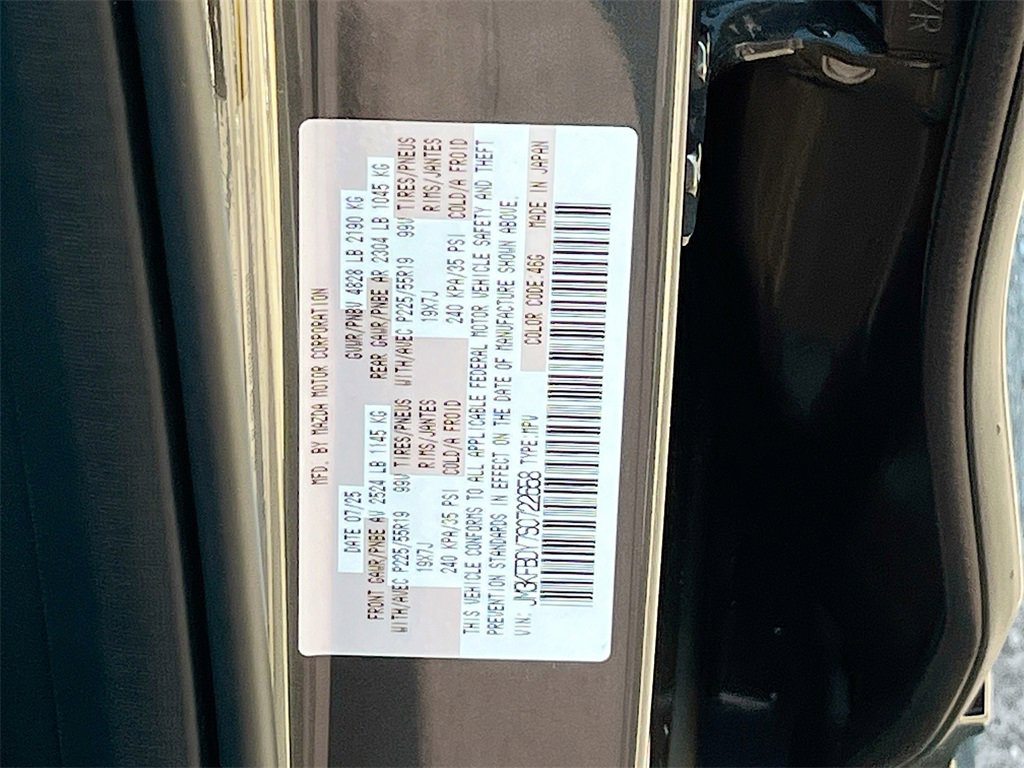 MFD. BY MAZDA MOTOR CORPORATION
DATE 07/25 GVWR/PNBV 4828 LB 2190 KG
FRONT GAWR/PNBE AV 2524 LB 1145 KG REAR GAWR/PNBE AR 2304 LB 1045 KG
WITH/AVEC P225/55R19 99V TIRES/PNEUS WITH/AVEC P225/55R19 99V TIRES/PNEUS
19X7J RIMS/JANTES 19X7J RIMS/JANTES
240 KPA/35 PSI COLD/A FROID 240 KPA/35 PSI COLD/A FROID
THIS VEHICLE CONFORMS TO ALL APPLICABLE FEDERAL MOTOR VEHICLE SAFETY AND THEFT
PREVENTION STANDARDS IN EFFECT ON THE DATE OF MANUFACTURE SHOWN ABOVE.
VIN: JM3KFBDY7S0722658 TYPE:MPV COLOR CODE:46G MADE IN JAPAN